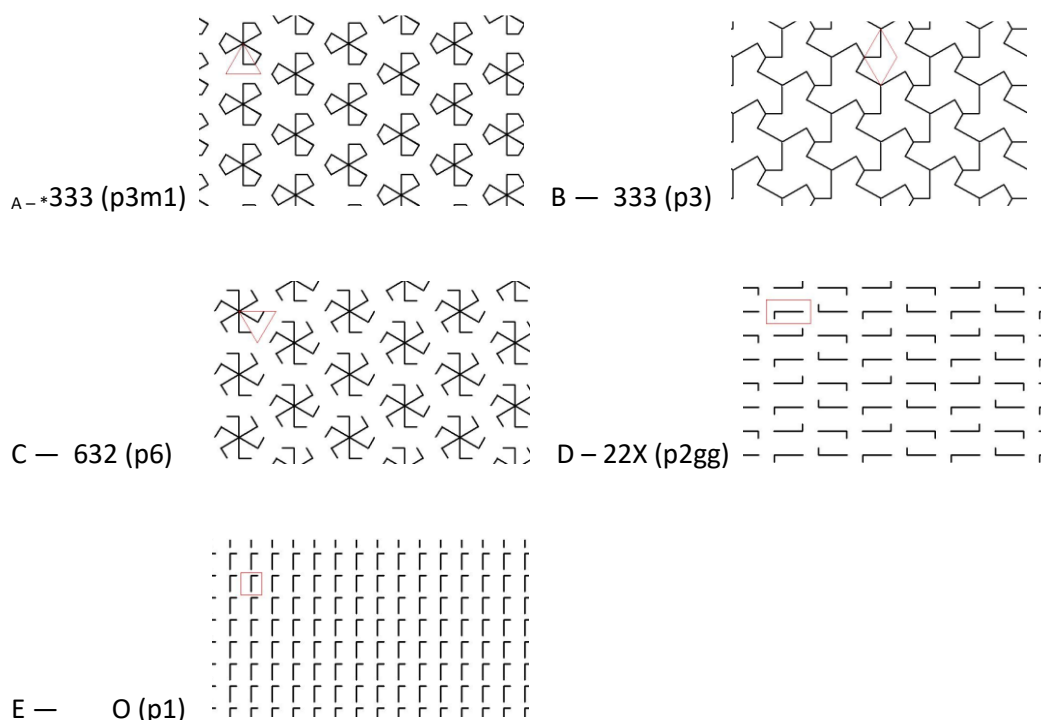 A – *333 (p3m1)
B — 333 (p3)
C — 632 (p6)
D – 22X (p2gg)
E — O (p1)